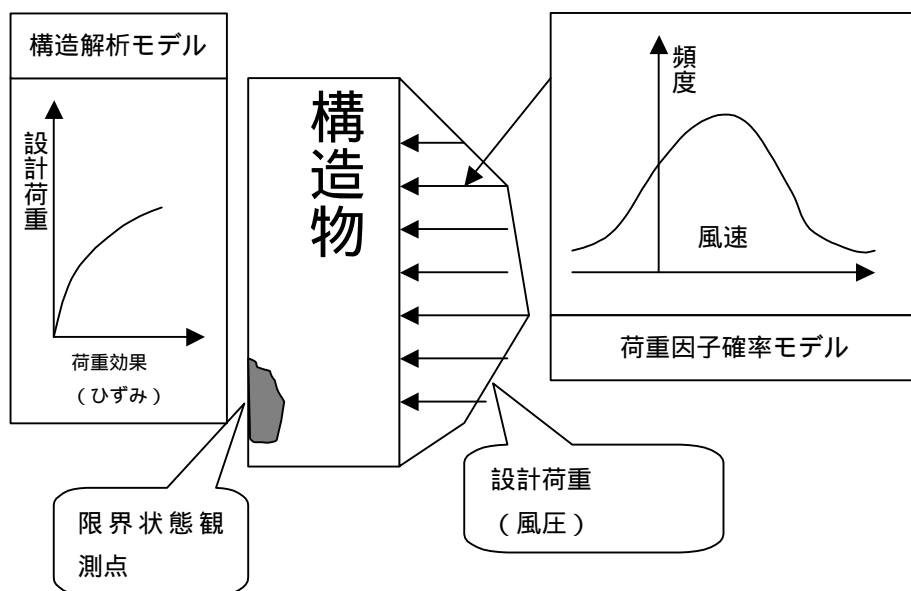 構造解析モデル
設計荷重
荷重効果
（ひずみ）
構造物
頻度
風速
荷重因子確率モデル
設計荷重
（風圧）
限界状態観
測点